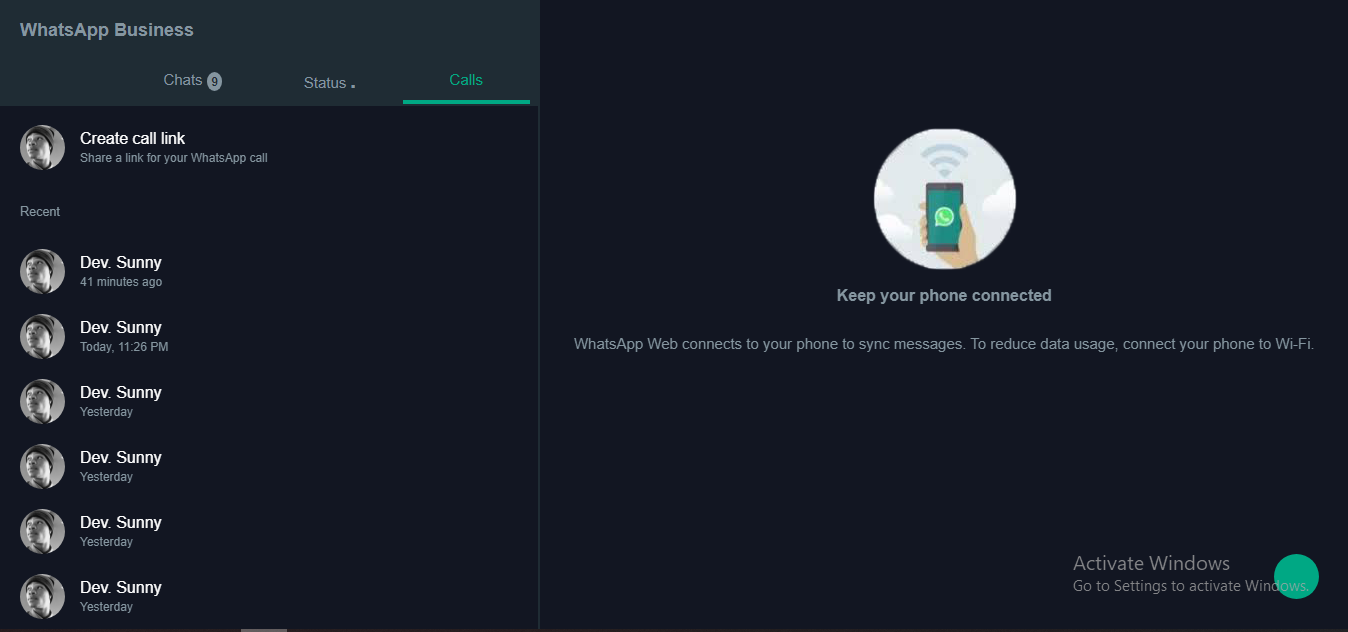 WhatsApp Business
Chats 9
Status .
Calls
Create call link
Share a link for your WhatsApp call
Recent
Dev. Sunny
41 minutes ago
Dev. Sunny
Today, 11:26 PM
Dev. Sunny
Yesterday
Dev. Sunny
Yesterday
Dev. Sunny
Yesterday
Dev. Sunny
Yesterday
Keep your phone connected
WhatsApp Web connects to your phone to sync messages. To reduce data usage, connect your phone to Wi-Fi.
Activate Windows
Go to Settings to activate Windows.